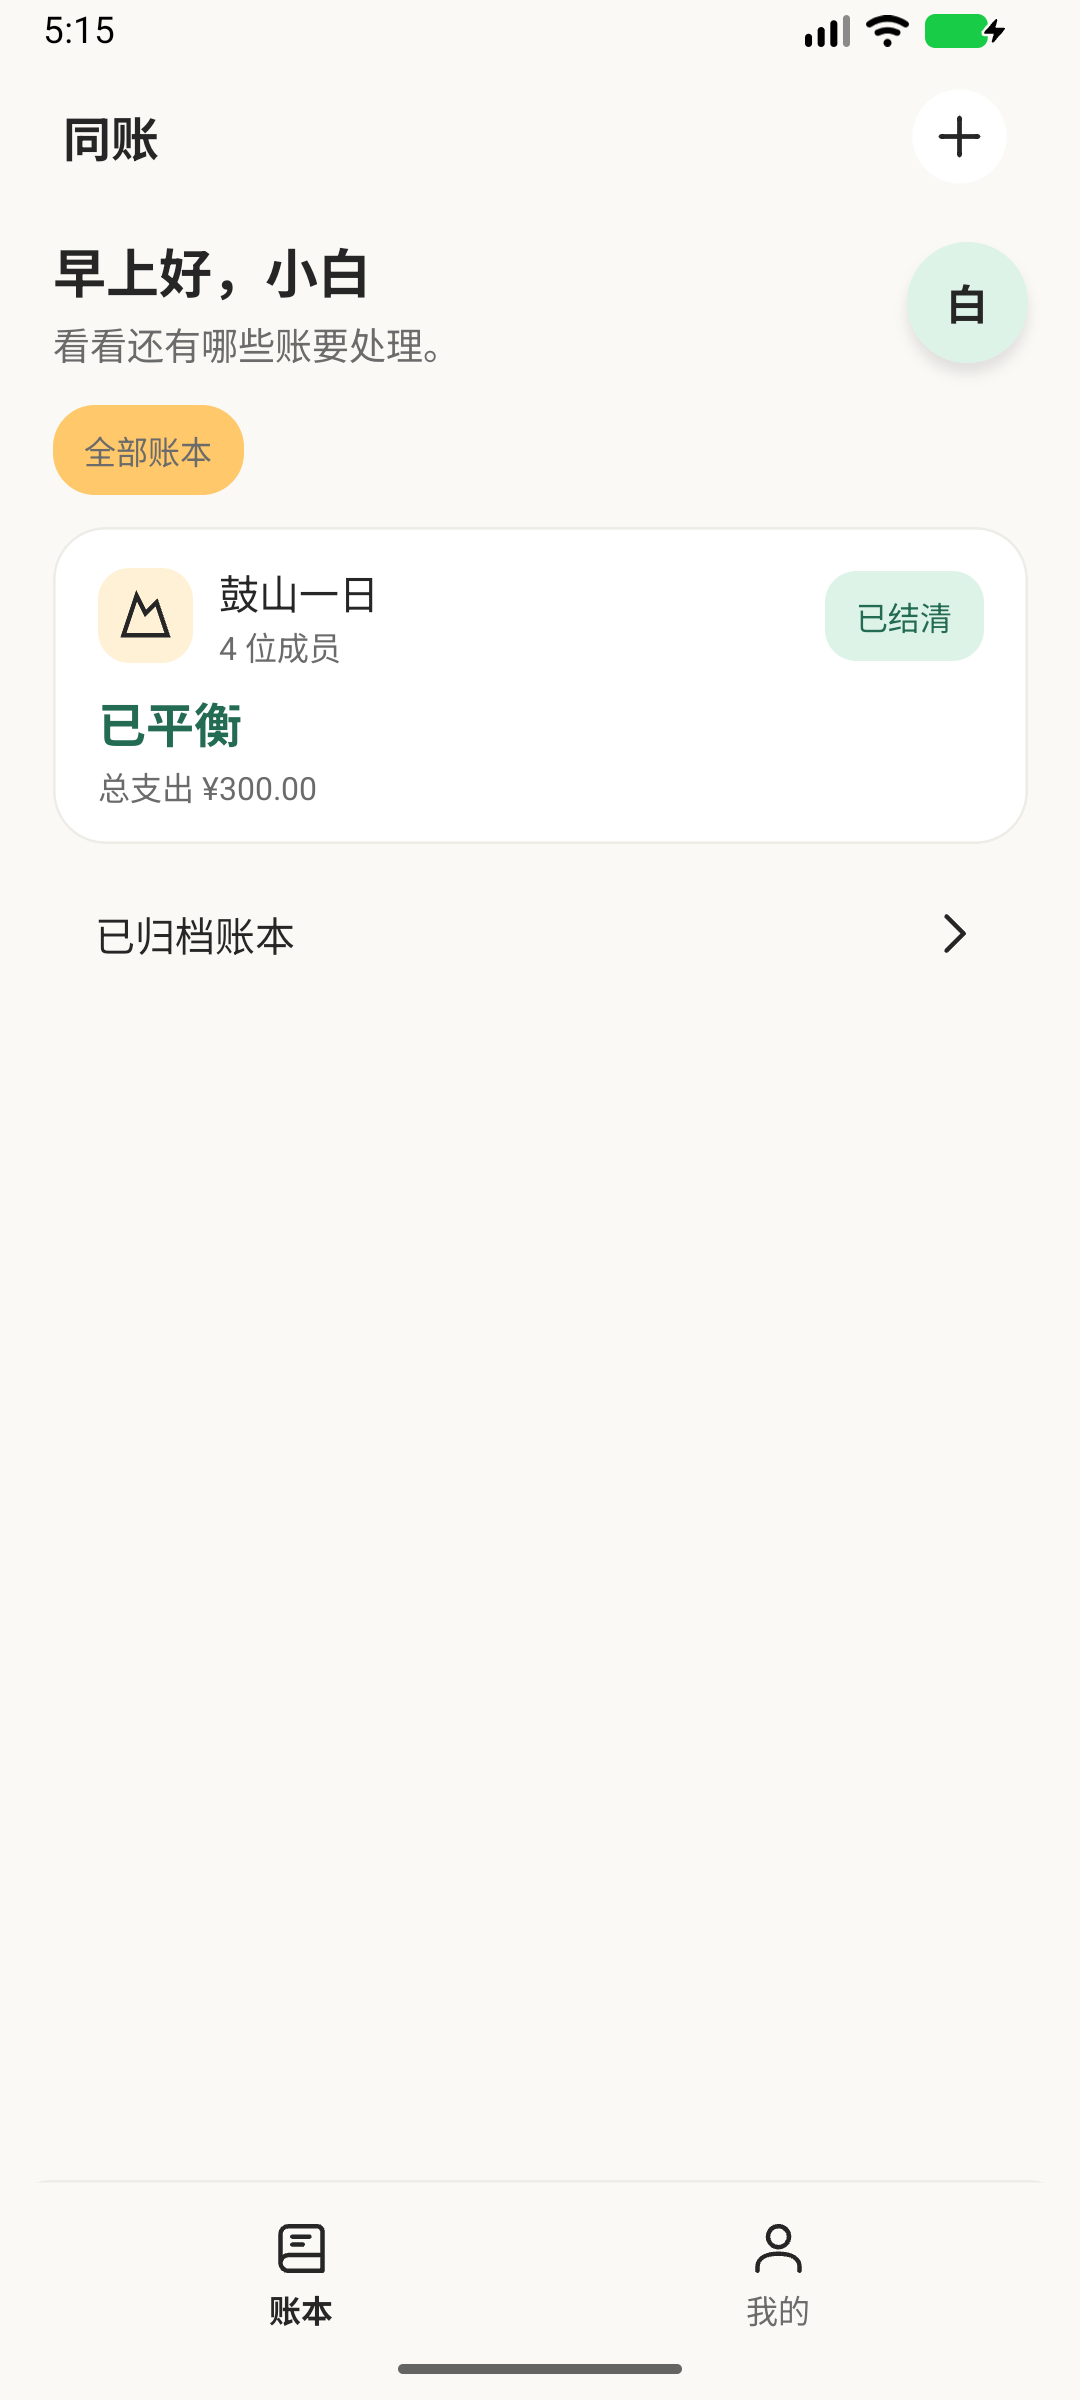 5:15
同账
早上好，小白
白
看看还有哪些账要处理。
全部账本
鼓山一日
4 位成员
已结清
已平衡
总支出 ¥300.00
已归档账本
账本
我的